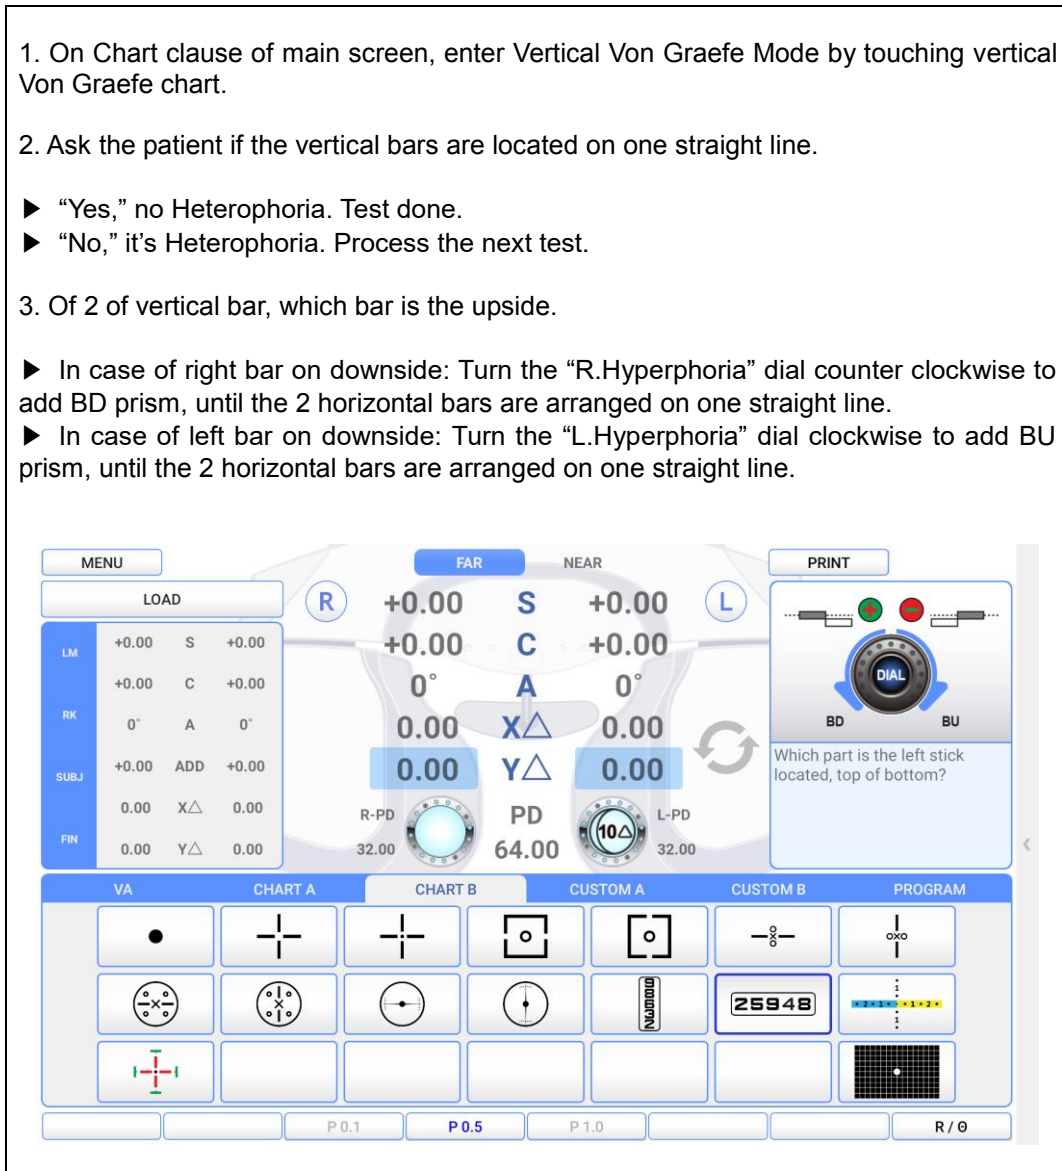 1. On Chart clause of main screen, enter Vertical Von Graefe Mode by touching vertical
Von Graefe chart.
2. Ask the patient if the vertical bars are located on one straight line.
▶ “Yes,” no Heterophoria. Test done.
▶ “No,” it’s Heterophoria. Process the next test.
3. Of 2 of vertical bar, which bar is the upside.
▶ In case of right bar on downside: Turn the “R.Hyperphoria” dial counter clockwise to
add BD prism, until the 2 horizontal bars are arranged on one straight line.
▶ In case of left bar on downside: Turn the “L.Hyperphoria” dial clockwise to add BU
prism, until the 2 horizontal bars are arranged on one straight line.
MENU
FAR NEAR
PRINT
LOAD
LM
RK
SUBJ
FIN
+0.00 S +0.00
+0.00 C +0.00
0° A 0°
+0.00 ADD +0.00
0.00 X△ 0.00
0.00 Y△ 0.00
R
L
+0.00 S +0.00
+0.00 C +0.00
0° A 0°
0.00 X△ 0.00
0.00 Y△ 0.00
R-PD PD L-PD
10△
32.00 64.00 32.00
DIAL
BD BU
Which part is the left stick
located, top of bottom?
VA CHART A CHART B CUSTOM A CUSTOM B PROGRAM
25948
• 2 • 1 • • 1 • 2 •
1
1
P 0.1 P 0.5 P 1.0 R / Θ